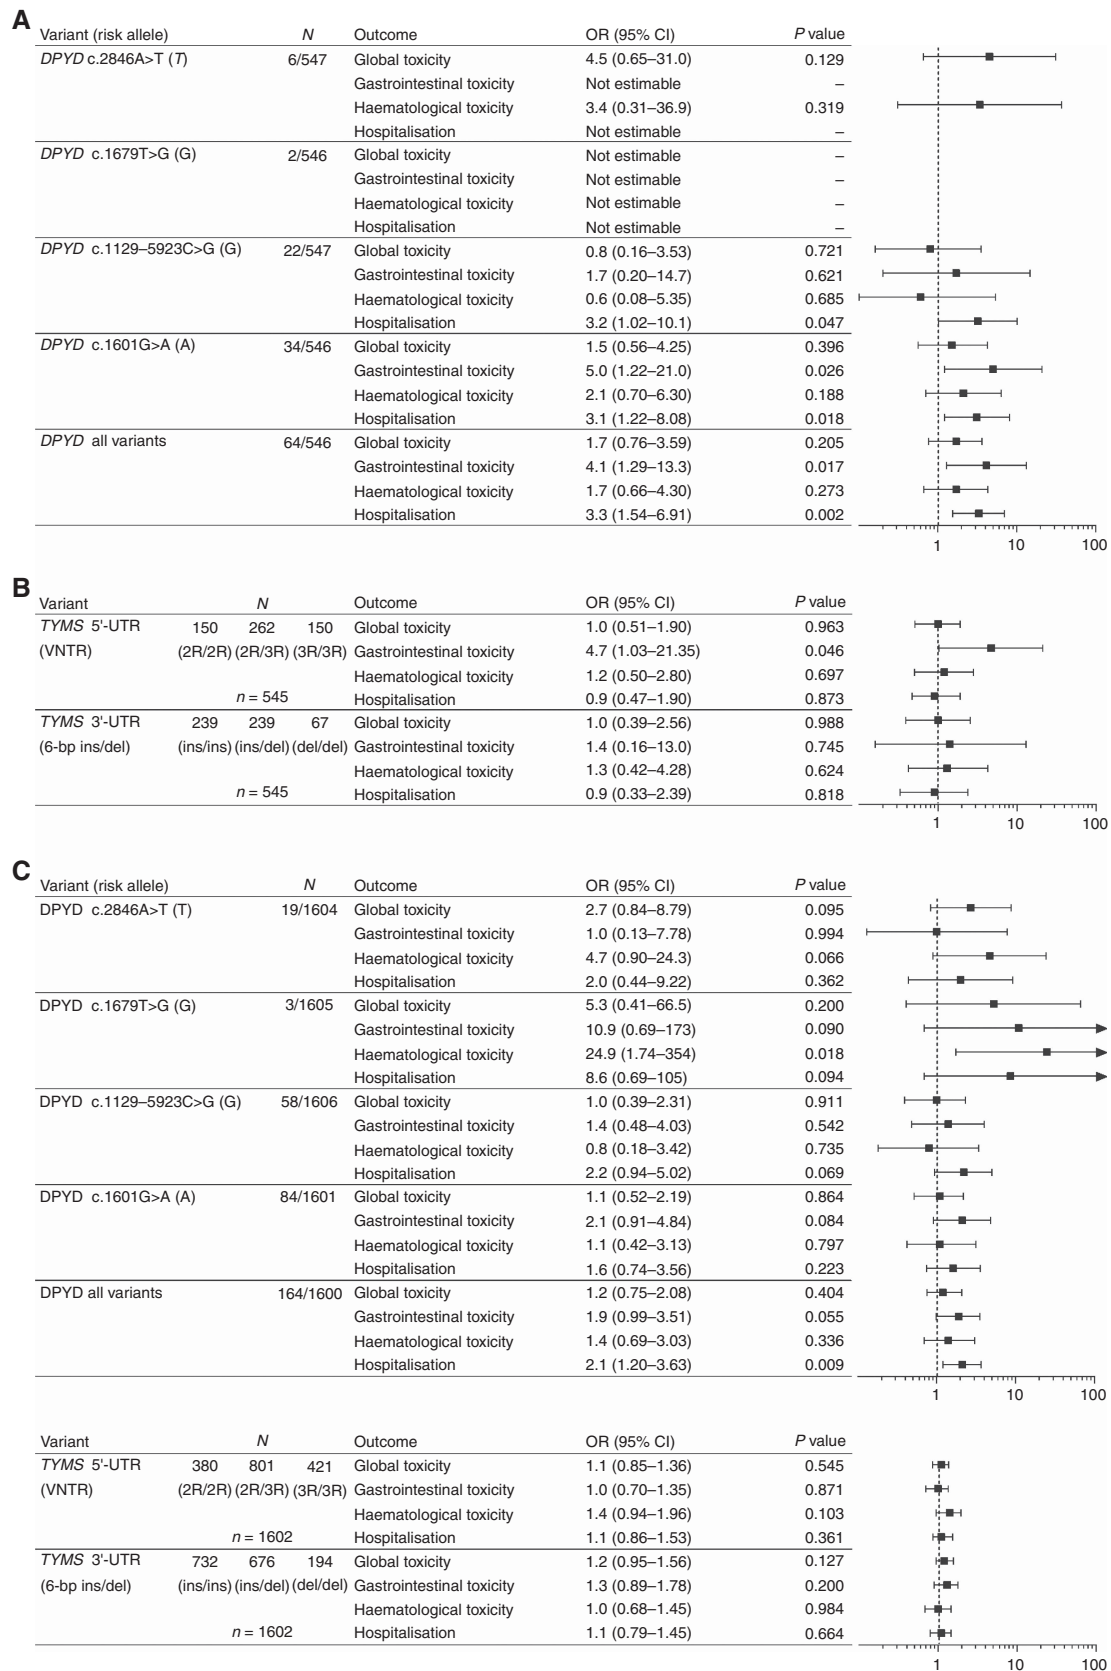 A
Variant (risk allele) N Outcome OR (95% CI) P value
DPYD c.2846A>T (T) 6/547 Global toxicity 4.5 (0.65–31.0) 0.129
Gastrointestinal toxicity Not estimable –
Haematological toxicity 3.4 (0.31–36.9) 0.319
Hospitalisation Not estimable –
DPYD c.1679T>G (G) 2/546 Global toxicity Not estimable –
Gastrointestinal toxicity Not estimable –
Haematological toxicity Not estimable –
Hospitalisation Not estimable –
DPYD c.1129–5923C>G (G) 22/547 Global toxicity 0.8 (0.16–3.53) 0.721
Gastrointestinal toxicity 1.7 (0.20–14.7) 0.621
Haematological toxicity 0.6 (0.08–5.35) 0.685
Hospitalisation 3.2 (1.02–10.1) 0.047
DPYD c.1601G>A (A) 34/546 Global toxicity 1.5 (0.56–4.25) 0.396
Gastrointestinal toxicity 5.0 (1.22–21.0) 0.026
Haematological toxicity 2.1 (0.70–6.30) 0.188
Hospitalisation 3.1 (1.22–8.08) 0.018
DPYD all variants 64/546 Global toxicity 1.7 (0.76–3.59) 0.205
Gastrointestinal toxicity 4.1 (1.29–13.3) 0.017
Haematological toxicity 1.7 (0.66–4.30) 0.273
Hospitalisation 3.3 (1.54–6.91) 0.002
1 10 100
B
Variant N Outcome OR (95% CI) P value
TYMS 5'-UTR 150 262 150 Global toxicity 1.0 (0.51–1.90) 0.963
(VNTR) (2R/2R) (2R/3R) (3R/3R) Gastrointestinal toxicity 4.7 (1.03–21.35) 0.046
Haematological toxicity 1.2 (0.50–2.80) 0.697
n = 545 Hospitalisation 0.9 (0.47–1.90) 0.873
TYMS 3'-UTR 239 239 67 Global toxicity 1.0 (0.39–2.56) 0.988
(6-bp ins/del) (ins/ins) (ins/del) (del/del) Gastrointestinal toxicity 1.4 (0.16–13.0) 0.745
Haematological toxicity 1.3 (0.42–4.28) 0.624
n = 545 Hospitalisation 0.9 (0.33–2.39) 0.818
1 10 100
C
Variant (risk allele) N Outcome OR (95% CI) P value
DPYD c.2846A>T (T) 19/1604 Global toxicity 2.7 (0.84–8.79) 0.095
Gastrointestinal toxicity 1.0 (0.13–7.78) 0.994
Haematological toxicity 4.7 (0.90–24.3) 0.066
Hospitalisation 2.0 (0.44–9.22) 0.362
DPYD c.1679T>G (G) 3/1605 Global toxicity 5.3 (0.41–66.5) 0.200
Gastrointestinal toxicity 10.9 (0.69–173) 0.090
Haematological toxicity 24.9 (1.74–354) 0.018
Hospitalisation 8.6 (0.69–105) 0.094
DPYD c.1129–5923C>G (G) 58/1606 Global toxicity 1.0 (0.39–2.31) 0.911
Gastrointestinal toxicity 1.4 (0.48–4.03) 0.542
Haematological toxicity 0.8 (0.18–3.42) 0.735
Hospitalisation 2.2 (0.94–5.02) 0.069
DPYD c.1601G>A (A) 84/1601 Global toxicity 1.1 (0.52–2.19) 0.864
Gastrointestinal toxicity 2.1 (0.91–4.84) 0.084
Haematological toxicity 1.1 (0.42–3.13) 0.797
Hospitalisation 1.6 (0.74–3.56) 0.223
DPYD all variants 164/1600 Global toxicity 1.2 (0.75–2.08) 0.404
Gastrointestinal toxicity 1.9 (0.99–3.51) 0.055
Haematological toxicity 1.4 (0.69–3.03) 0.336
Hospitalisation 2.1 (1.20–3.63) 0.009
1 10 100
Variant N Outcome OR (95% CI) P value
TYMS 5'-UTR 380 801 421 Global toxicity 1.1 (0.85–1.36) 0.545
(VNTR) (2R/2R) (2R/3R) (3R/3R) Gastrointestinal toxicity 1.0 (0.70–1.35) 0.871
Haematological toxicity 1.4 (0.94–1.96) 0.103
n = 1602 Hospitalisation 1.1 (0.86–1.53) 0.361
TYMS 3'-UTR 732 676 194 Global toxicity 1.2 (0.95–1.56) 0.127
(6-bp ins/del) (ins/ins) (ins/del) (del/del) Gastrointestinal toxicity 1.3 (0.89–1.78) 0.200
Haematological toxicity 1.0 (0.68–1.45) 0.984
n = 1602 Hospitalisation 1.1 (0.79–1.45) 0.664
1 10 100